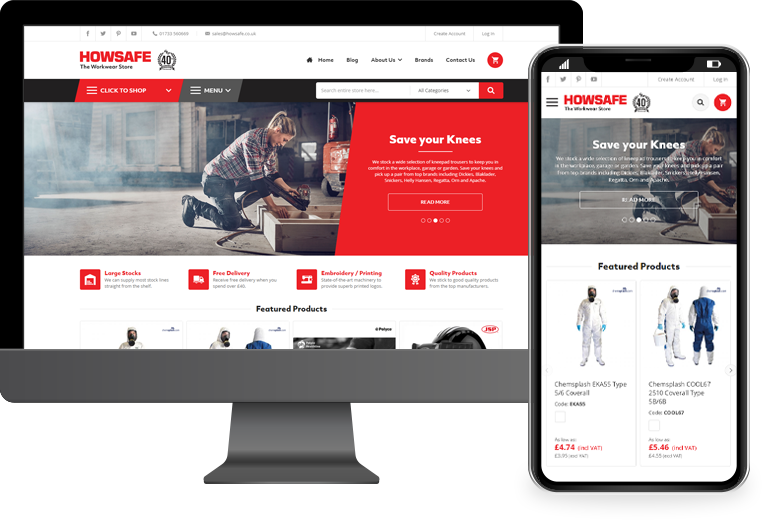 01733 560669
sales@howsafe.co.uk
Create Account
Log In
HOWSAFE
The Workwear Store
40
Home
Blog
About Us
Brands
Contact Us
CLICK TO SHOP
MENU
Search entire store here...
All Categories
Save your Knees
We stock a wide selection of kneepad trousers to keep you in
comfort in the workplace, garage or garden. Save your Knees and
pick up a pair from top brands including Dickies, Blaklader,
Snickers, Helly Hansen, Regatta, Orn and Apache.
READ MORE
Large Stocks
We can supply most stock lines
straight from the shelf.
Free Delivery
Receive free delivery when you
spend over £40.
Embroidery / Printing
State-of-the-art machinery to
provide superb printed logos.
Quality Products
We stick to good quality products
from the top manufacturers.
Featured Products
Polyco
JSP
Create Account
Log In
HOWSAFE
The Workwear Store
40
Save your Knees
We stock a wide selection of kneepad trousers to keep you in comfort
in the workplace, garage or garden. Save your Knees and pick up a pair
from top brands including Dickies, Blaklader, Snickers, Helly Hansen,
Regatta, Orn and Apache.
READ MORE
Featured Products
Chemsplash EKA55 Type
5/6 Coverall
Code: EKA55
As low as:
£4.74 (incl VAT)
£3.95 (excl VAT)
Chemsplash COOL67
2510 Coverall Type
5B/6B
Code: COOL67
As low as:
£5.46 (incl VAT)
£4.55 (excl VAT)